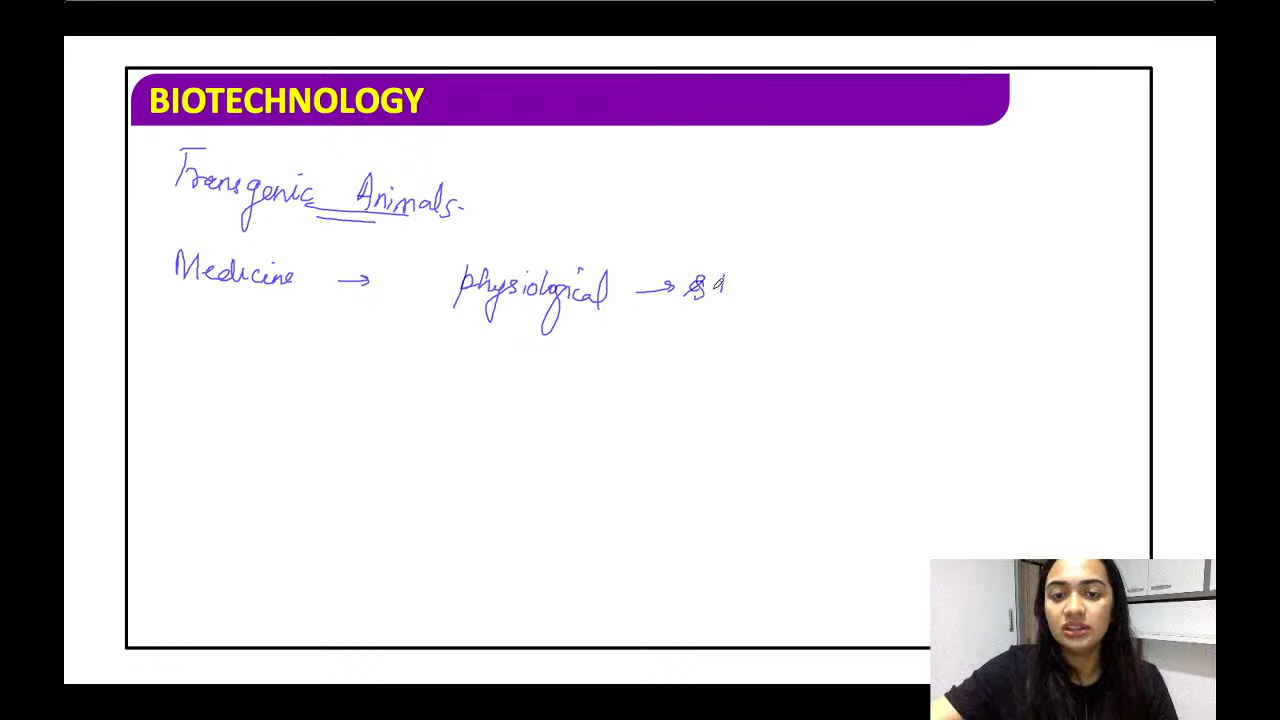 BIOTECHNOLOGY
Transgenic Animals.
Medicine → physiological →